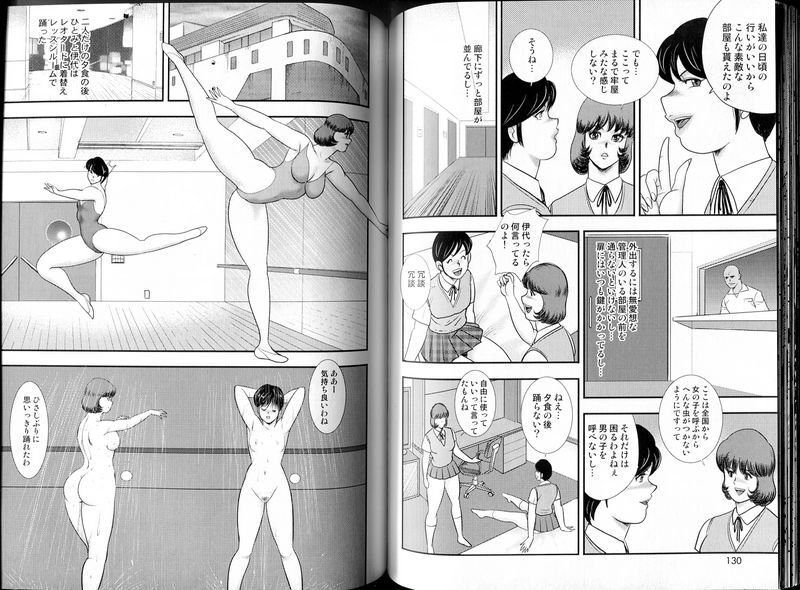 私達の日頃の
行いがいいから
こんな素敵な
部屋も貰えたのよ
でも…
ここって
まるで牢屋
みたいな感じ
しない?
そうね…
廊下にずっと部屋が
並んでるし…
外出するには無愛想な
管理人のいる部屋の前を
通らないといけないし…
扉にはいつも鍵がかかってるし…
伊代ったら
何言ってる
のよ!
冗談
冗談
ここは全国から
女の子を呼ぶから
へんな虫がつかない
ようにですって
それだけは
困るわよねぇ
男の子を
呼べないし…
ねえ…
夕食の後
踊らない?
自由に使って
いいって言って
たもんね
130
二人だけの夕食の後
ひとみと伊代は
レオタードに着替え
レッスンルームで
踊った
ああー
気持ち良いわね
ひさしぶりに
思いっきり踊れたわ